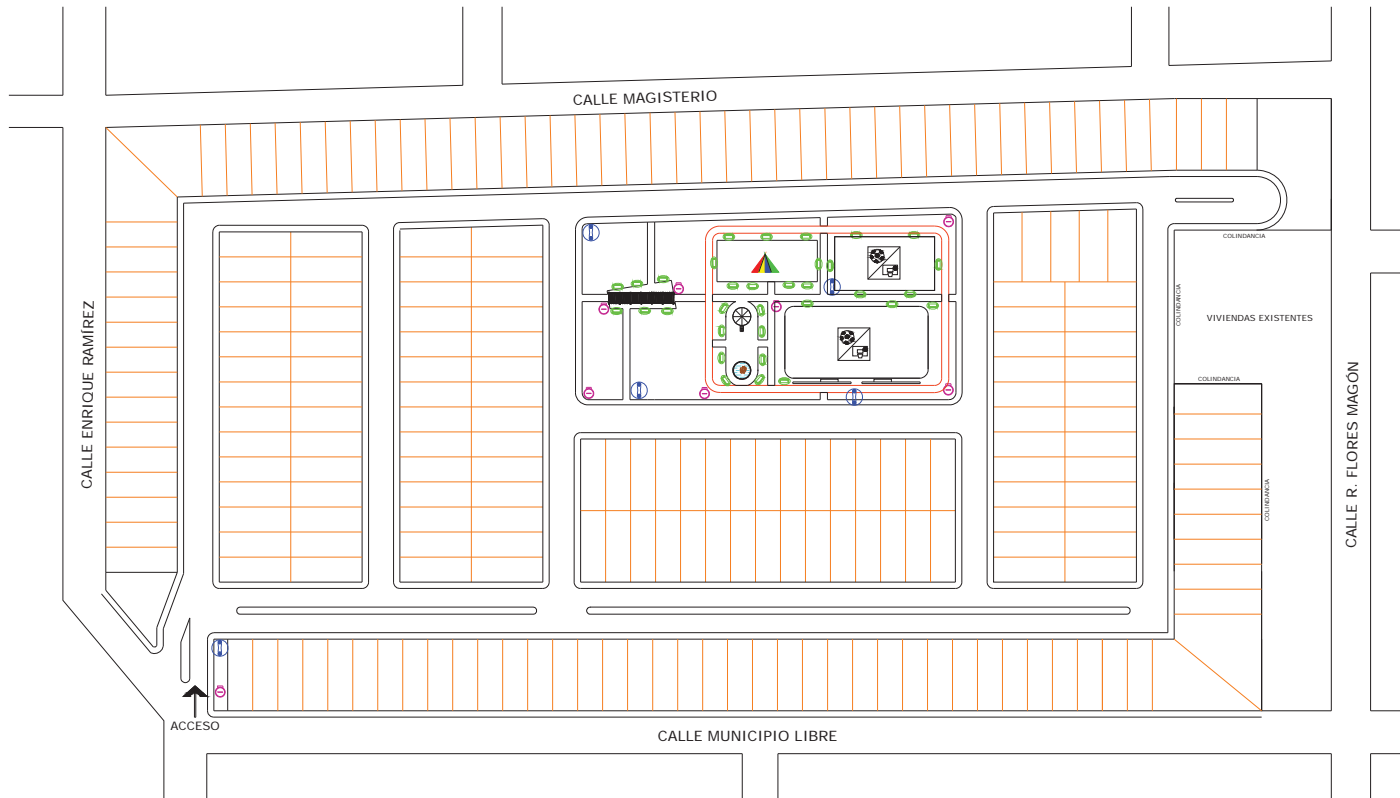 CALLE MAGISTERIO
COLINDANCIA
COLINDANCIA
VIVIENDAS EXISTENTES
CALLE ENRIQUE RAMÍREZ
COLINDANCIA
CALLE R. FLORES MAGÓN
COLINDANCIA
ACCESO
CALLE MUNICIPIO LIBRE